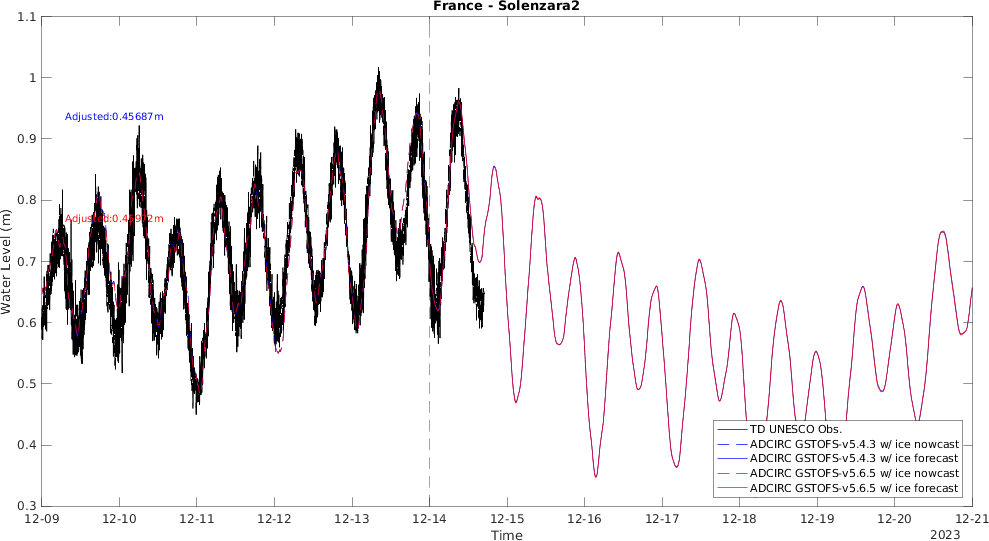 France - Solenzara2
1.1
1
0.9
0.8
0.7
0.6
0.5
0.4
0.3
Water Level (m)
Adjusted:0.45687m
12-09
12-10
12-11
12-12
12-13
12-14
12-15
12-16
12-17
12-18
12-19
12-20
12-21
Time
2023
TD UNESCO Obs.
ADCIRC GSTOFS-v5.4.3 w/ ice nowcast
ADCIRC GSTOFS-v5.4.3 w/ ice forecast
ADCIRC GSTOFS-v5.6.5 w/ ice nowcast
ADCIRC GSTOFS-v5.6.5 w/ ice forecast